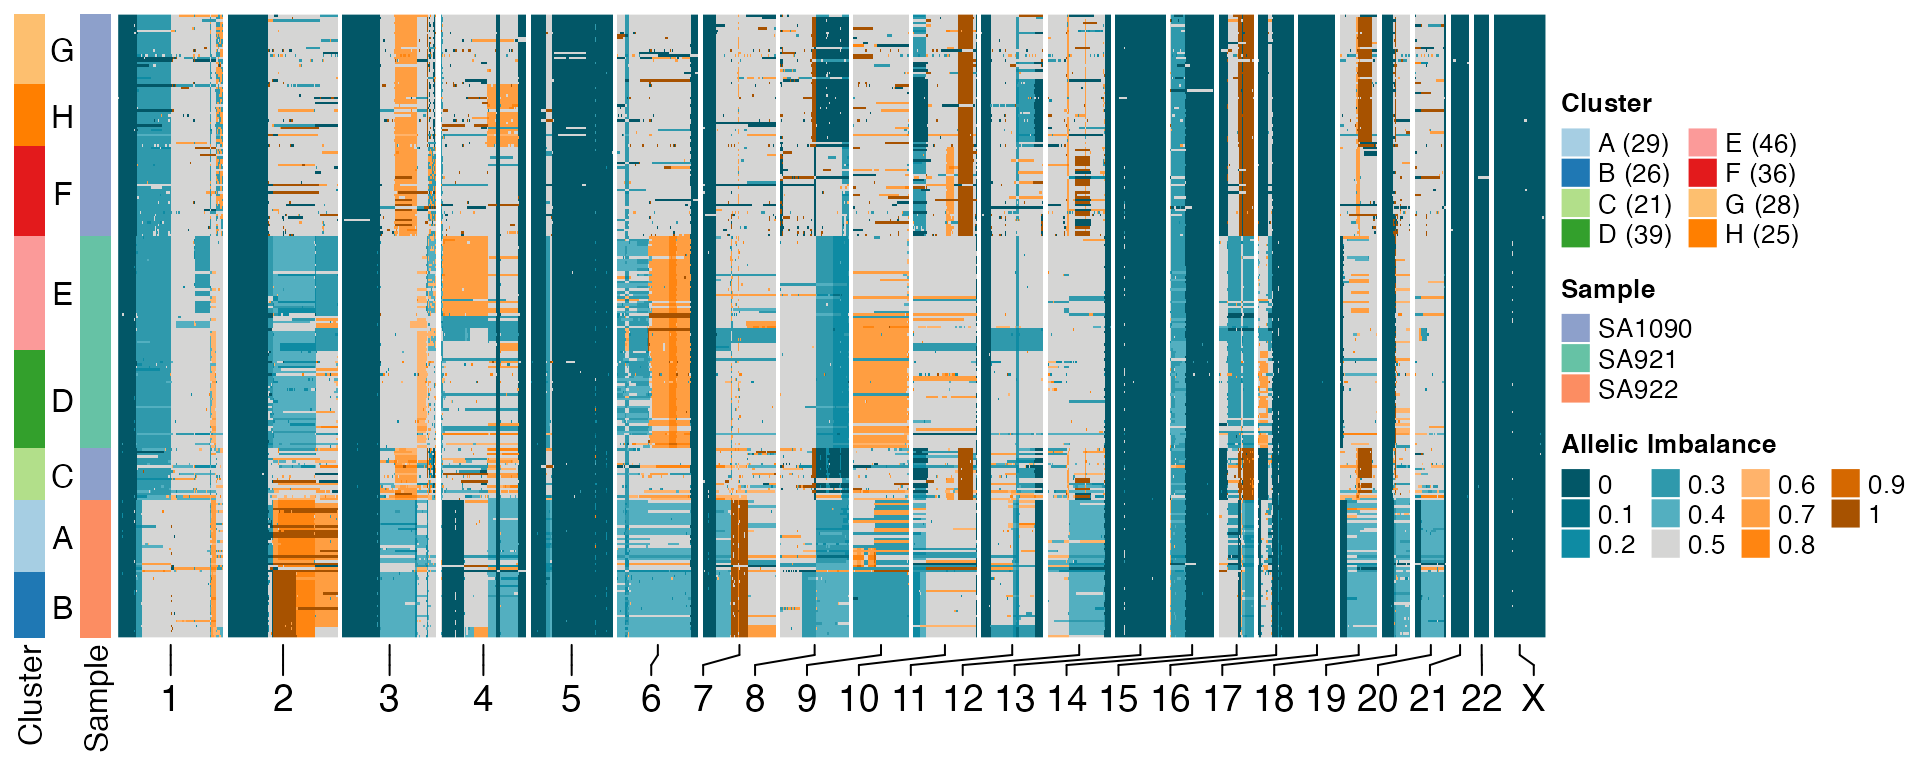 G
H
F
E
D
C
A
B
Cluster
Sample
1 2 3 4 5 6 7 8 9 10 11 12 13 14 15 16 17 18 19 20 21 22 X
Cluster
A (29) E (46)
B (26) F (36)
C (21) G (28)
D (39) H (25)
Sample
SA1090
SA921
SA922
Allelic Imbalance
0 0.3 0.6 0.9
0.1 0.4 0.7 1
0.2 0.5 0.8